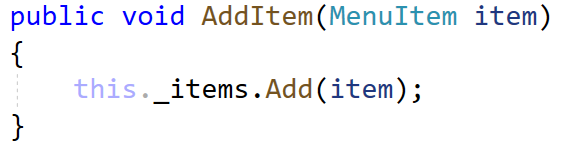 public void AddItem(MenuItem item)
{
    this._items.Add(item);
}